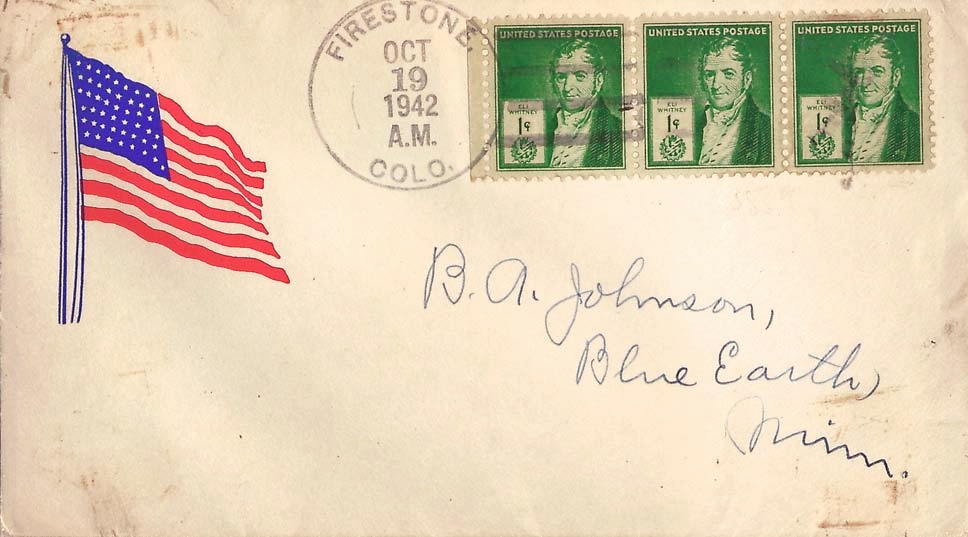 FIRESTONE,
OCT
19
1942
A.M.
COLO.
UNITED STATES POSTAGE
ELI
WHITNEY
1¢
UNITED STATES POSTAGE
ELI
WHITNEY
1¢
UNITED STATES POSTAGE
ELI
WHITNEY
1¢
B. A. Johnson,
Blue Earth,
Minn.